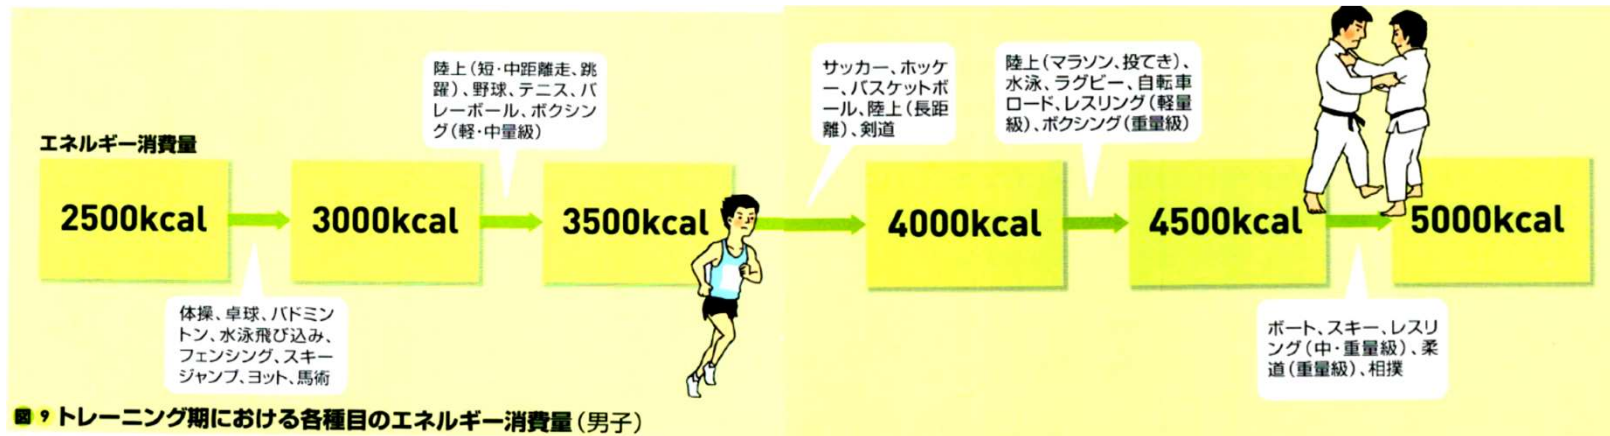 陸上(短・中距離走、跳
躍)、野球、テニス、バ
レーボール、ボクシン
グ(軽・中量級)
サッカー、ホッケ
ー、バスケットボ
ール、陸上(長距
離)、剣道
陸上(マラソン、投てき)、
水泳、ラグビー、自転車
ロード、レスリング(軽量
級)、ボクシング(重量級)
エネルギー消費量
2500kcal
3000kcal
3500kcal
4000kcal
4500kcal
5000kcal
体操、卓球、バドミン
トン、水泳飛び込み、
フェンシング、スキー
ジャンプ、ヨット、馬術
ボート、スキー、レスリ
ング(中・重量級)、柔
道(重量級)、相撲
図9 トレーニング期における各種目のエネルギー消費量(男子)